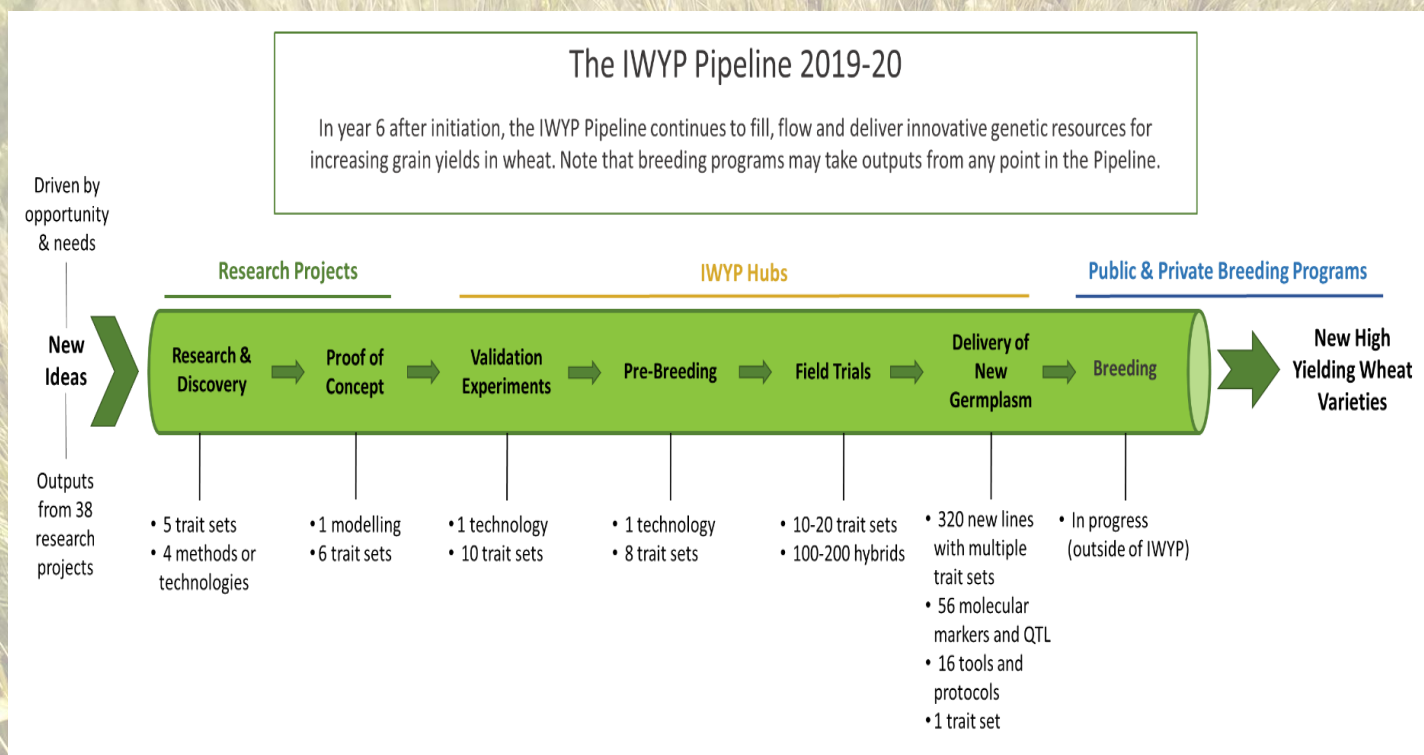 The IWYP Pipeline 2019-20
In year 6 after initiation, the IWYP Pipeline continues to fill, flow and deliver innovative genetic resources for
increasing grain yields in wheat. Note that breeding programs may take outputs from any point in the Pipeline.
Driven by
opportunity
& needs
New
Ideas
Outputs
from 38
research
projects
Research Projects
IWYP Hubs
Public & Private Breeding Programs
Research &
Discovery
Proof of
Concept
Validation
Experiments
Pre-Breeding
Field Trials
Delivery of
New
Germplasm
Breeding
New High
Yielding Wheat
Varieties
• 5 trait sets
• 4 methods or
technologies
• 1 modelling
• 6 trait sets
• 1 technology
• 10 trait sets
• 1 technology
• 8 trait sets
• 10-20 trait sets
• 100-200 hybrids
• 320 new lines
with multiple
trait sets
• 56 molecular
markers and QTL
• 16 tools and
protocols
• 1 trait set
• In progress
(outside of IWYP)